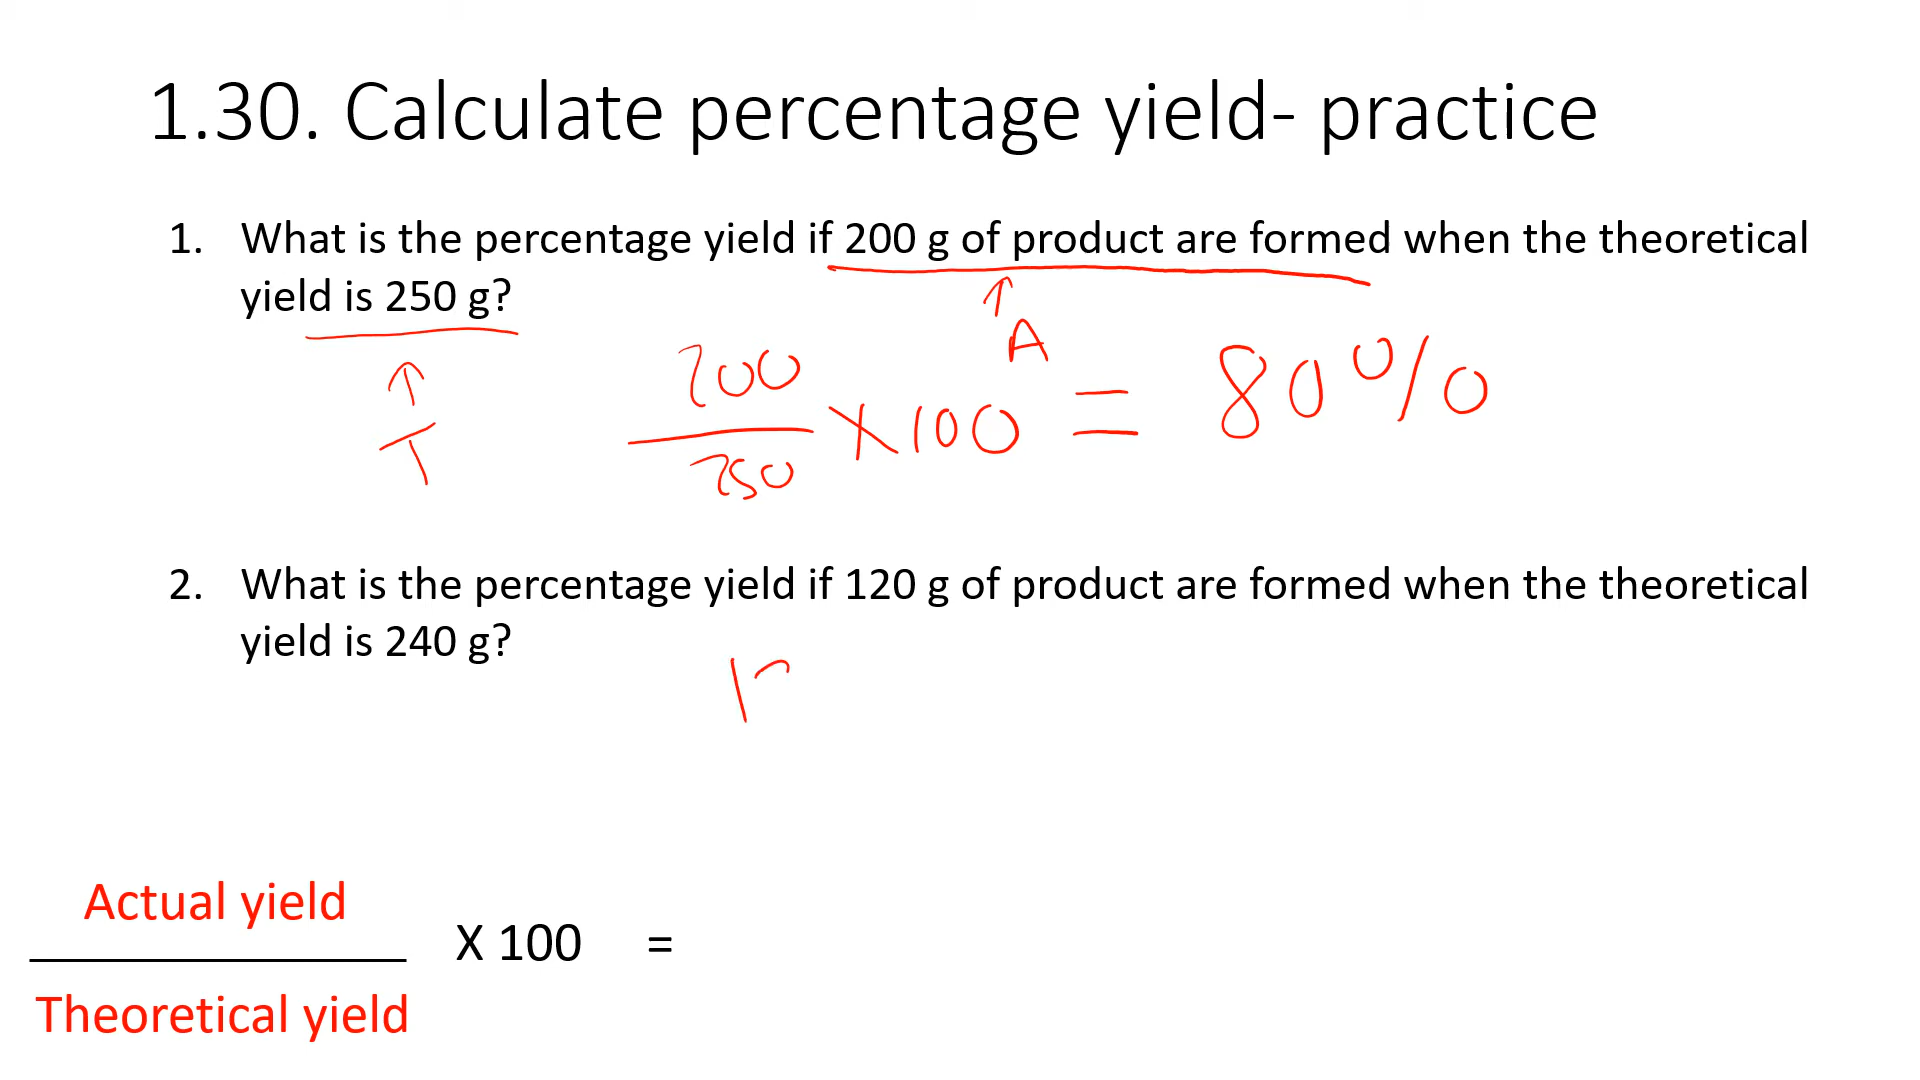 1.30. Calculate percentage yield- practice
1. What is the percentage yield if 200 g of product are formed when the theoretical
yield is 250 g?
A
T
200
250
×100 = 80%
2. What is the percentage yield if 120 g of product are formed when the theoretical
yield is 240 g?
1
Actual yield
Theoretical yield
X 100 =